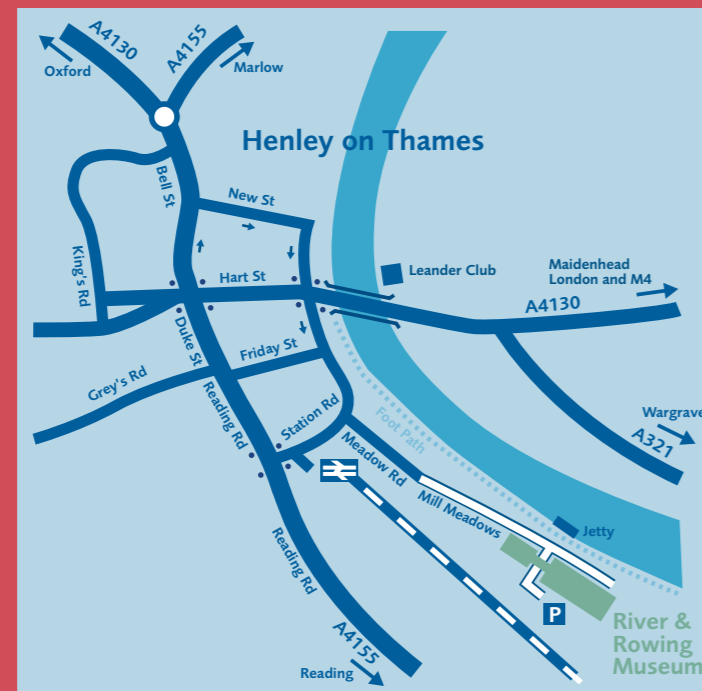 A4130
A4155
Oxford
Marlow
Henley on Thames
Bell St
New St
King's Rd
Hart St
Leander Club
Maidenhead
London and M4
A4130
Duke St
Friday St
Grey's Rd
Reading Rd
Station Rd
Foot Path
Wargrave
A321
Meadow Rd
Mill Meadows
Jetty
Reading Rd
P
River &
Rowing
Museum
A4155
Reading